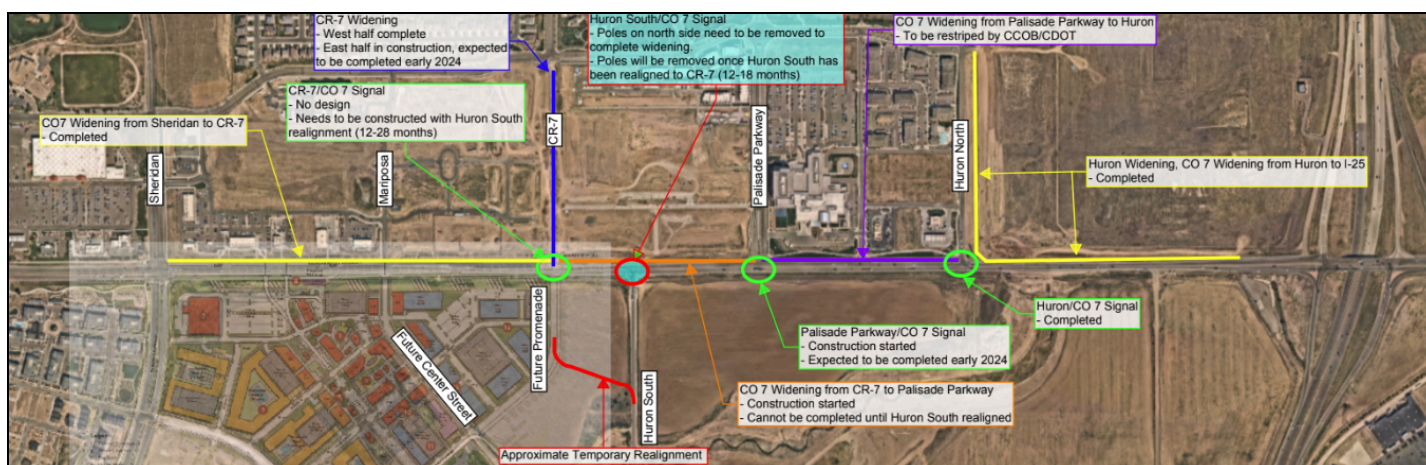 CR-7 Widening
- West half complete
- East half in construction, expected
to be completed early 2024
Huron South/CO 7 Signal
- Poles on north side need to be removed to
complete widening.
- Poles will be removed once Huron South has
been realigned to CR-7 (12-18 months)
CO 7 Widening from Palisade Parkway to Huron
- To be restriped by CCOB/CDOT
CR-7/CO 7 Signal
- No design
- Needs to be constructed with Huron South
realignment (12-28 months)
CO7 Widening from Sheridan to CR-7
- Completed
Sheridan
Mariposa
CR-7
Palisade Parkway
Huron North
Huron Widening, CO 7 Widening from Huron to I-25
- Completed
Huron/CO 7 Signal
- Completed
Palisade Parkway/CO 7 Signal
- Construction started
- Expected to be completed early 2024
Future Promenade
Future Center Street
Huron South
CO 7 Widening from CR-7 to Palisade Parkway
- Construction started
- Cannot be completed until Huron South realigned
Approximate Temporary Realignment